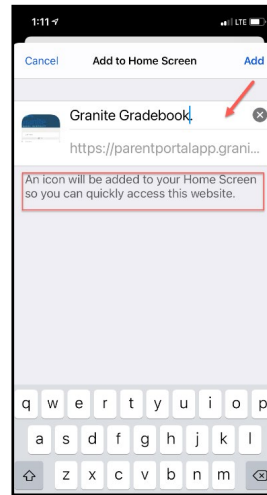 1:11 LTE
Cancel Add to Home Screen Add
Granite Gradebook.
https://parentportalapp.grani...
An icon will be added to your Home Screen
so you can quickly access this website.
q w e r t y u i o p
a s d f g h j k l
z x c v b n m